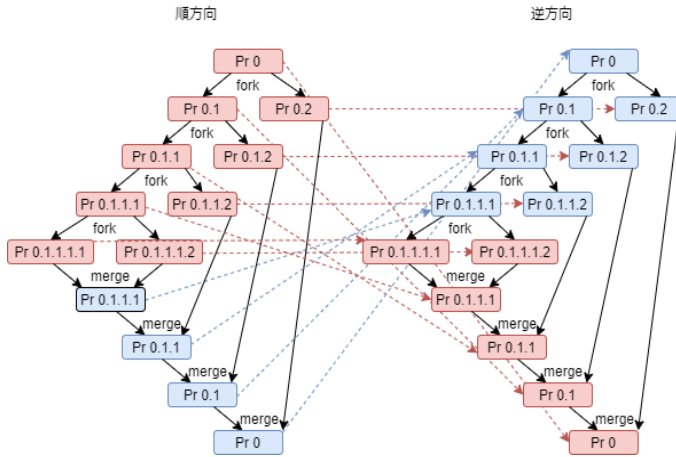 順方向
逆方向
Pr 0
fork
Pr 0.1
Pr 0.2
fork
Pr 0.1.1
Pr 0.1.2
fork
Pr 0.1.1.1
Pr 0.1.1.2
fork
Pr 0.1.1.1.1
Pr 0.1.1.1.2
merge
Pr 0.1.1.1
merge
Pr 0.1.1
merge
Pr 0.1
merge
Pr 0
Pr 0
fork
Pr 0.1
Pr 0.2
fork
Pr 0.1.1
Pr 0.1.2
fork
Pr 0.1.1.1
Pr 0.1.1.2
fork
Pr 0.1.1.1.1
Pr 0.1.1.1.2
merge
Pr 0.1.1.1
merge
Pr 0.1.1
merge
Pr 0.1
merge
Pr 0